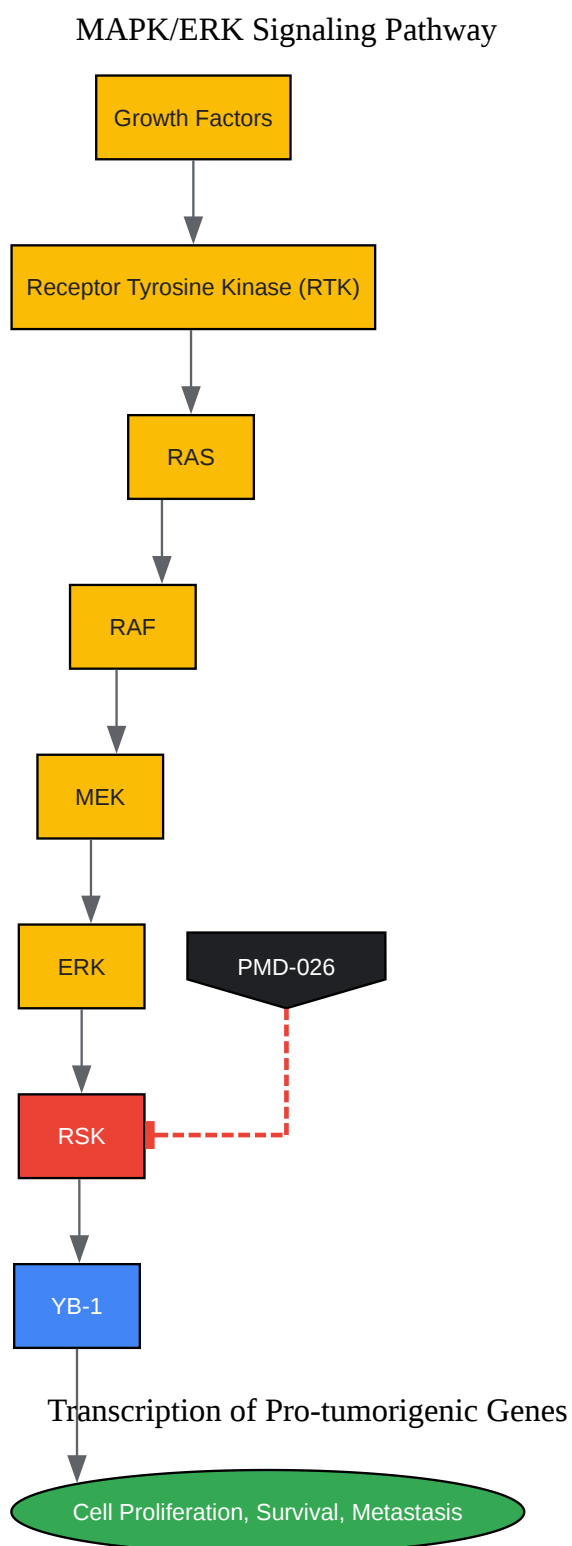 MAPK/ERK Signaling Pathway
Growth Factors
Receptor Tyrosine Kinase (RTK)
RAS
RAF
MEK
ERK
PMD-026
RSK
YB-1
Transcription of Pro-tumorigenic Genes
Cell Proliferation, Survival, Metastasis